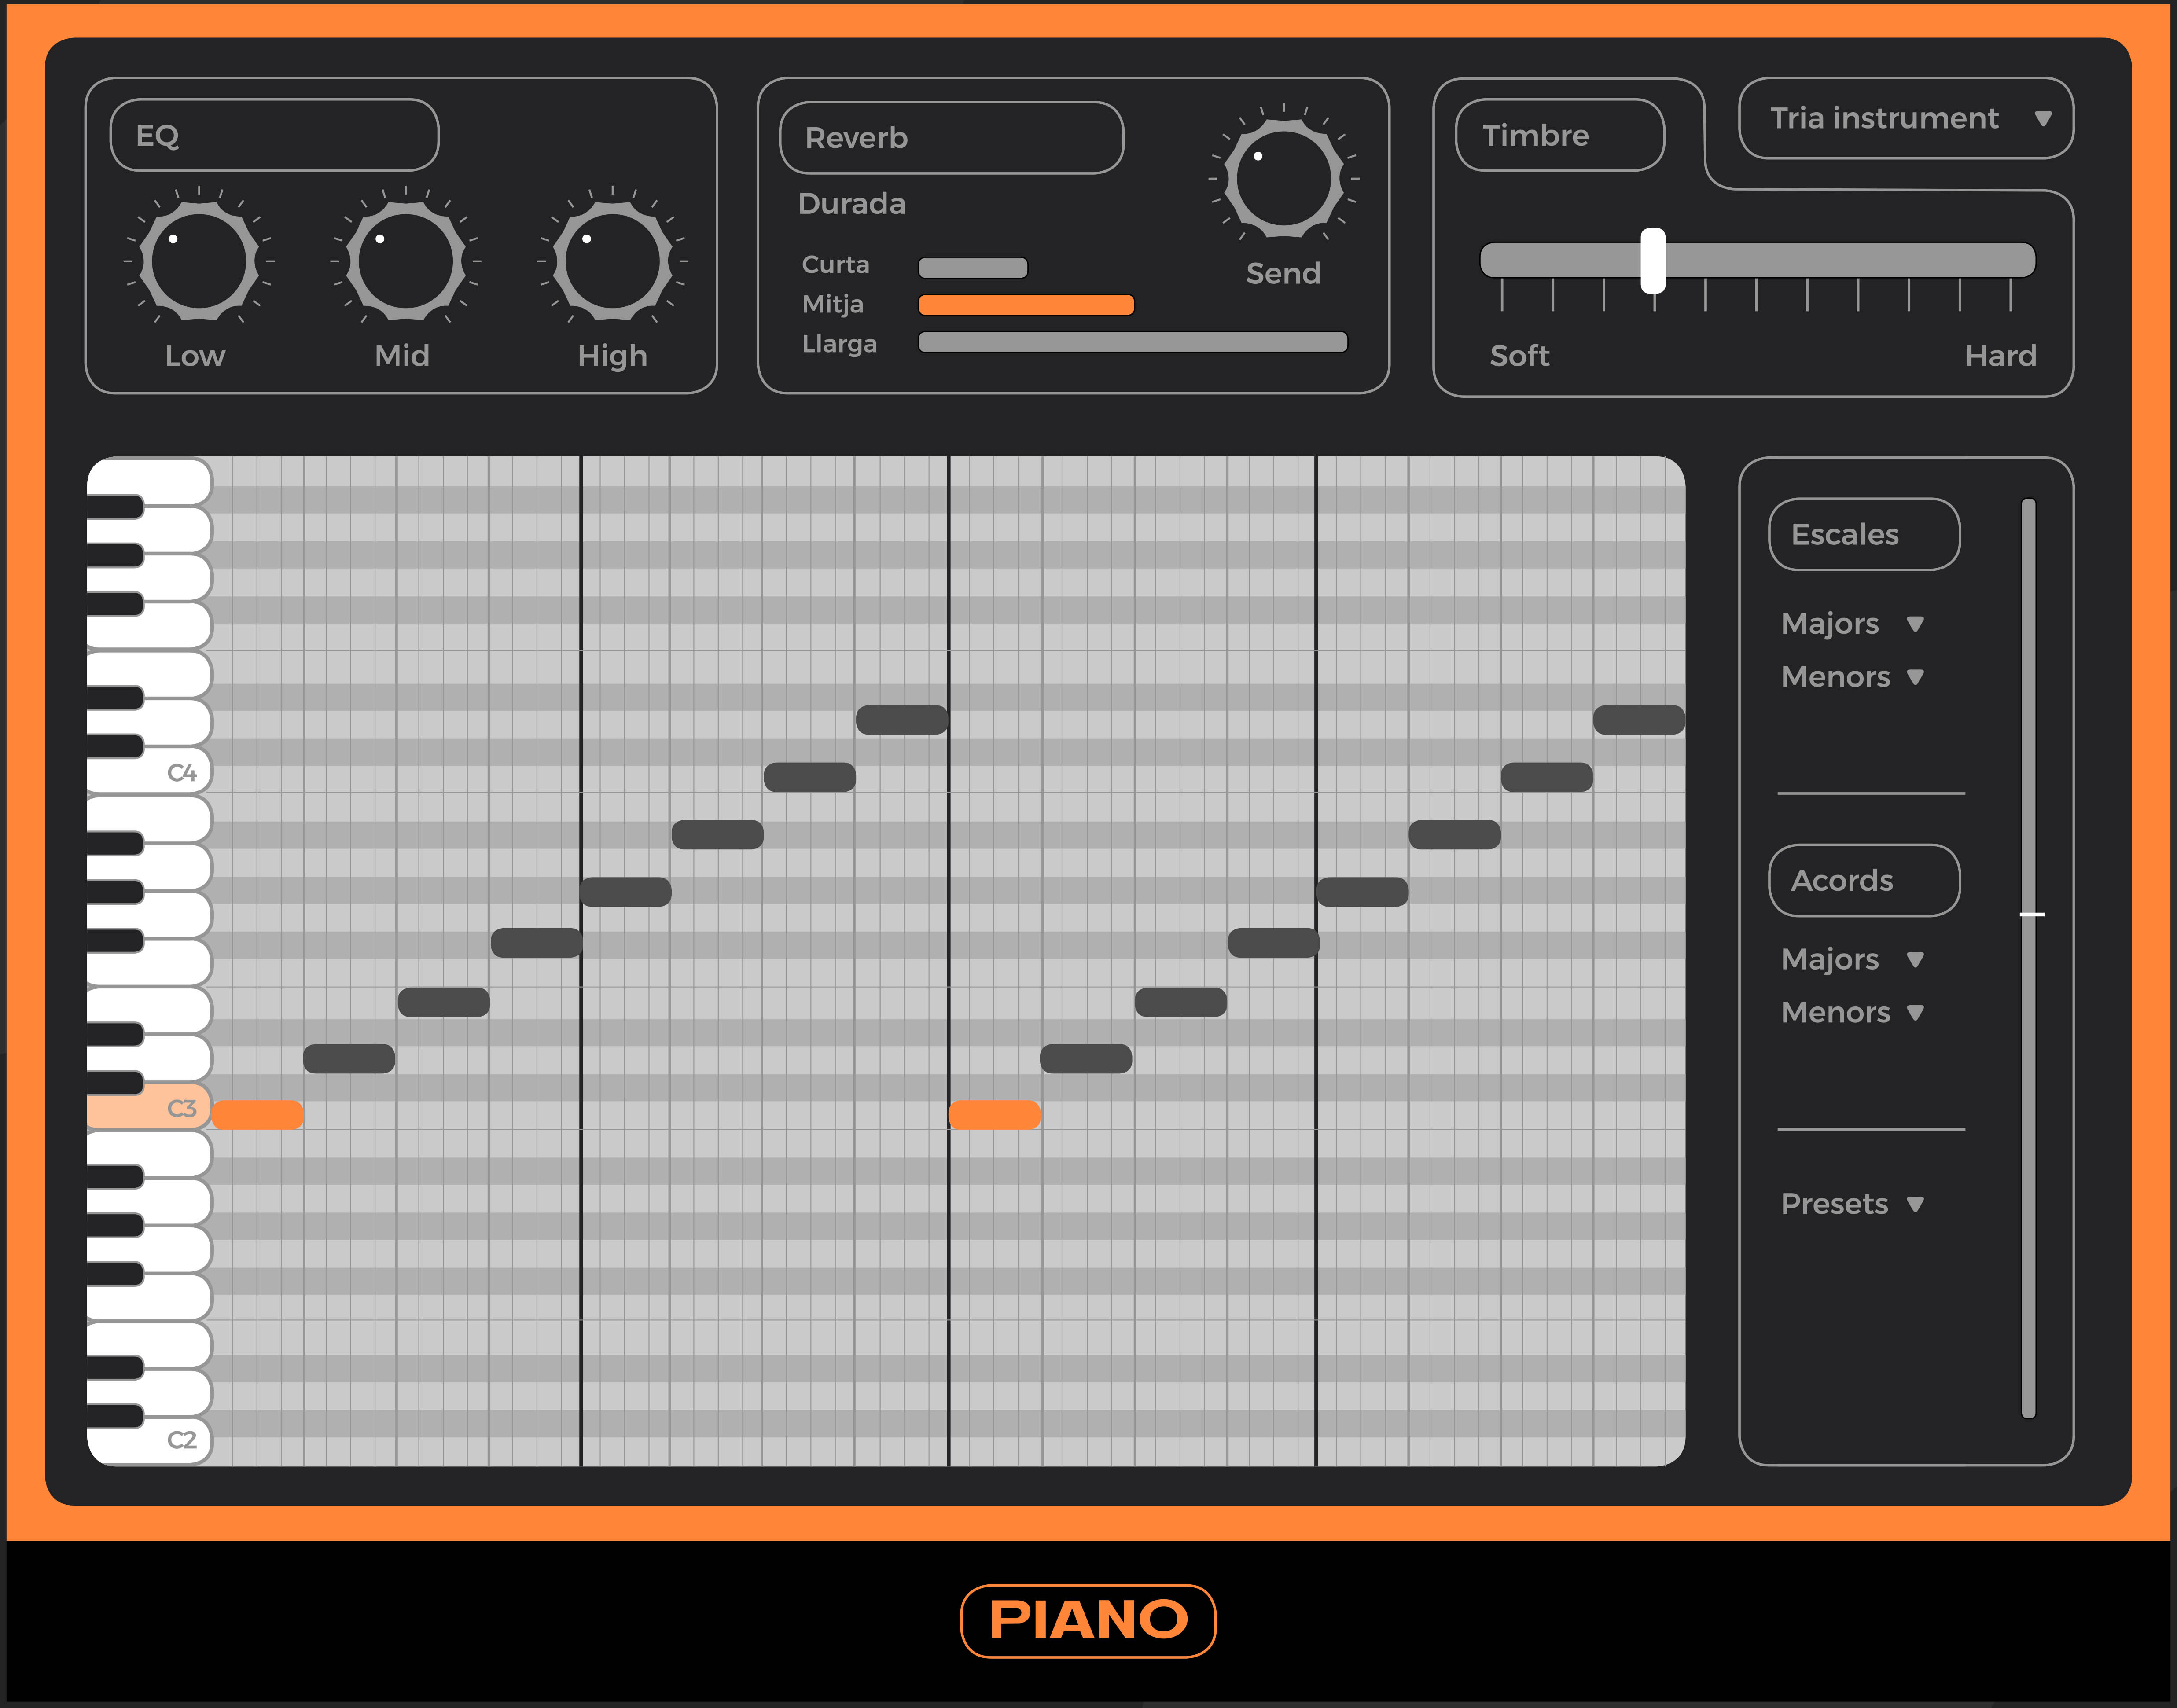 EQ
Low
Mid
High
Reverb
Durada
Curta
Mitja
Llarga
Send
Timbre
Tria instrument
Soft
Hard
C4
C3
C2
Escales
Majors
Menors
Acords
Majors
Menors
Presets
PIANO